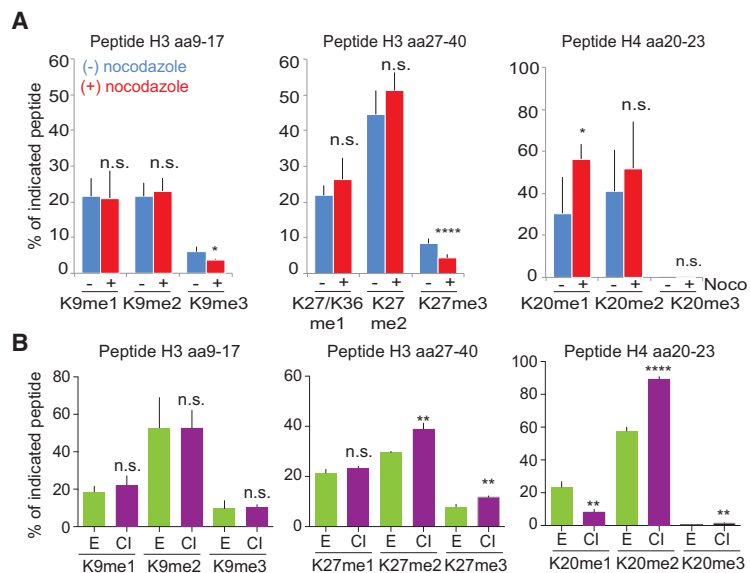 A
Peptide H3 aa9-17
Peptide H3 aa27-40
Peptide H4 aa20-23
% of indicated peptide
60
50
40
30
20
10
0
(-) nocodazole
(+) nocodazole
n.s.
n.s.
*
- + - + - +
K9me1 K9me2 K9me3
60
50
40
30
20
10
0
n.s.
n.s.
****
- + - + - +
K27/K36 K27 K27me3
me1 me2
100
80
60
40
20
0
*
n.s.
n.s.
- + - + - + Noco
K20me1 K20me2 K20me3
B
Peptide H3 aa9-17
Peptide H3 aa27-40
Peptide H4 aa20-23
% of indicated peptide
80
60
40
20
0
n.s.
n.s.
n.s.
E CI E CI E CI
K9me1 K9me2 K9me3
60
40
20
0
n.s.
**
**
E CI E CI E CI
K27me1 K27me2 K27me3
100
80
60
40
20
0
**
****
**
E CI E CI E CI
K20me1 K20me2 K20me3